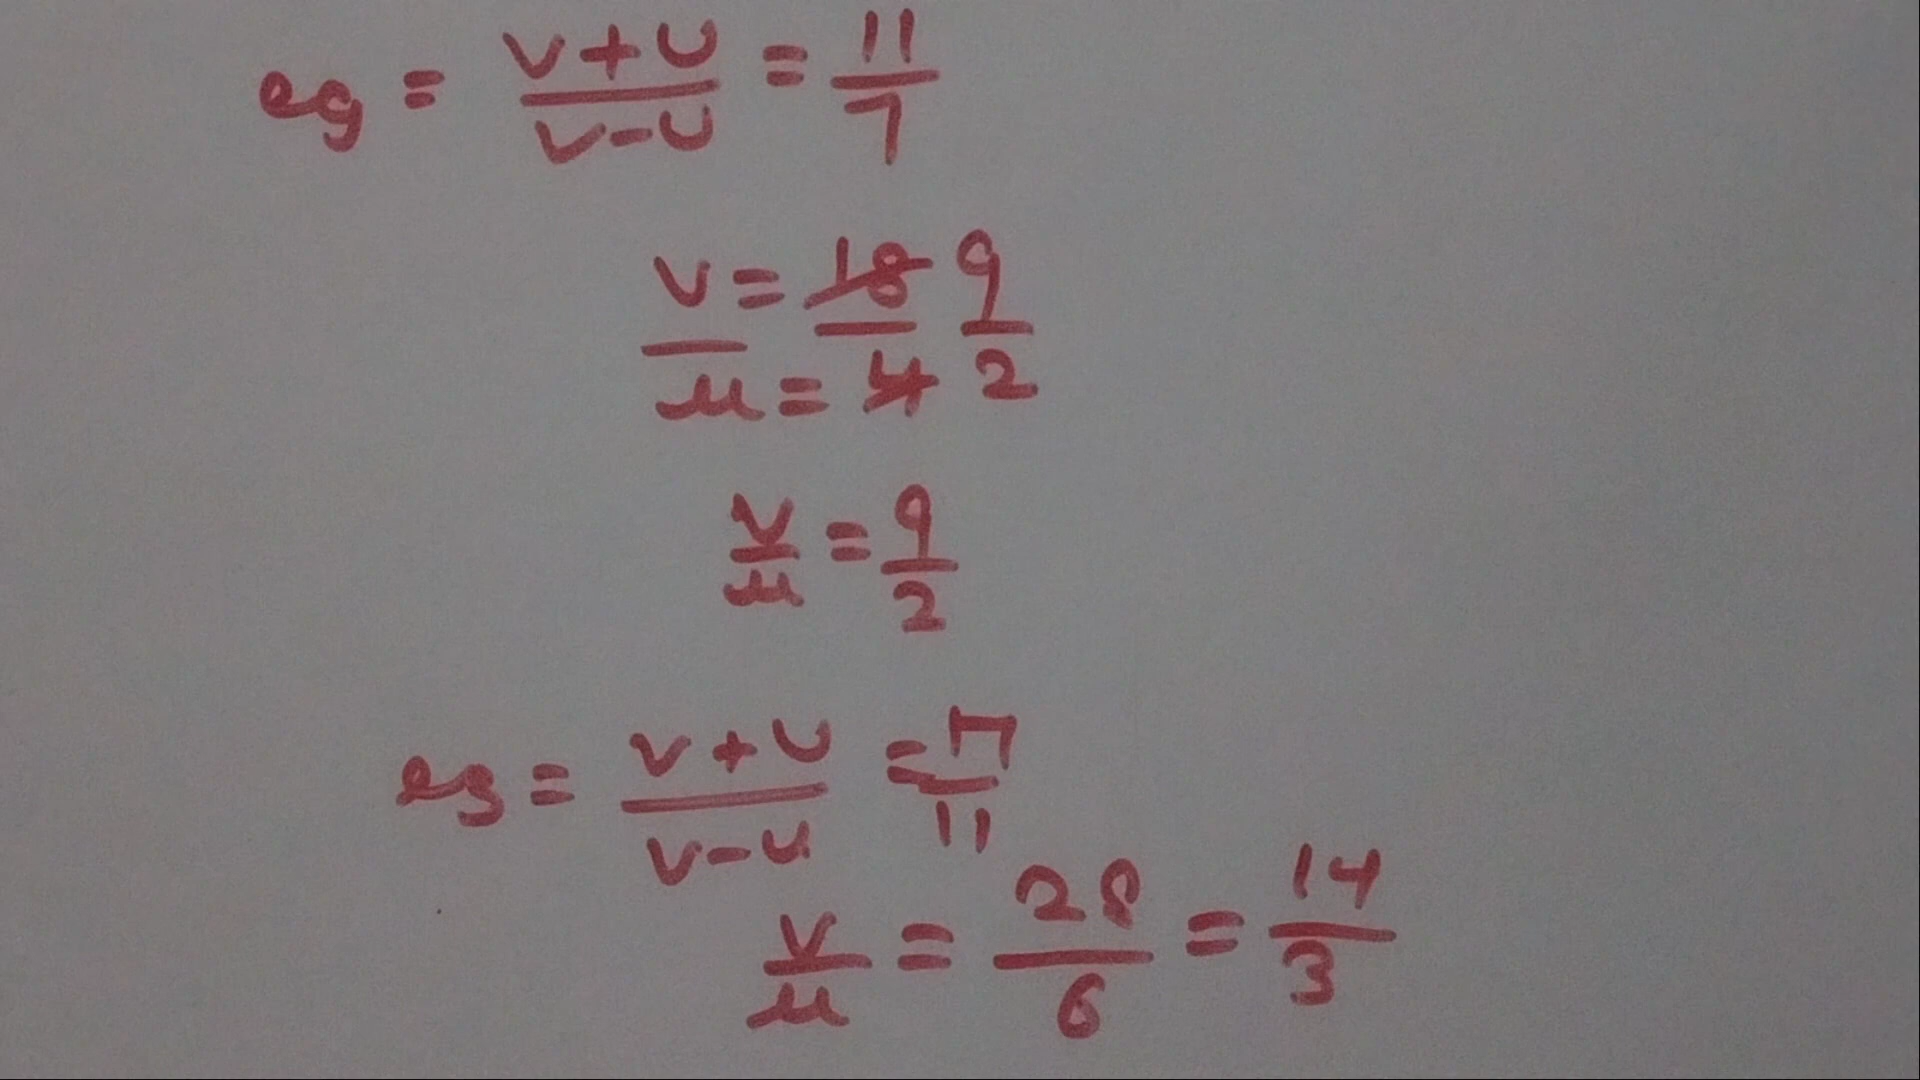 eg = v+u/v-u = 11/7
v = 18 9
u = 4 2
v/u = 9/2
eg = v+u/v-u = 17/11
v/u = 28/6 = 14/3